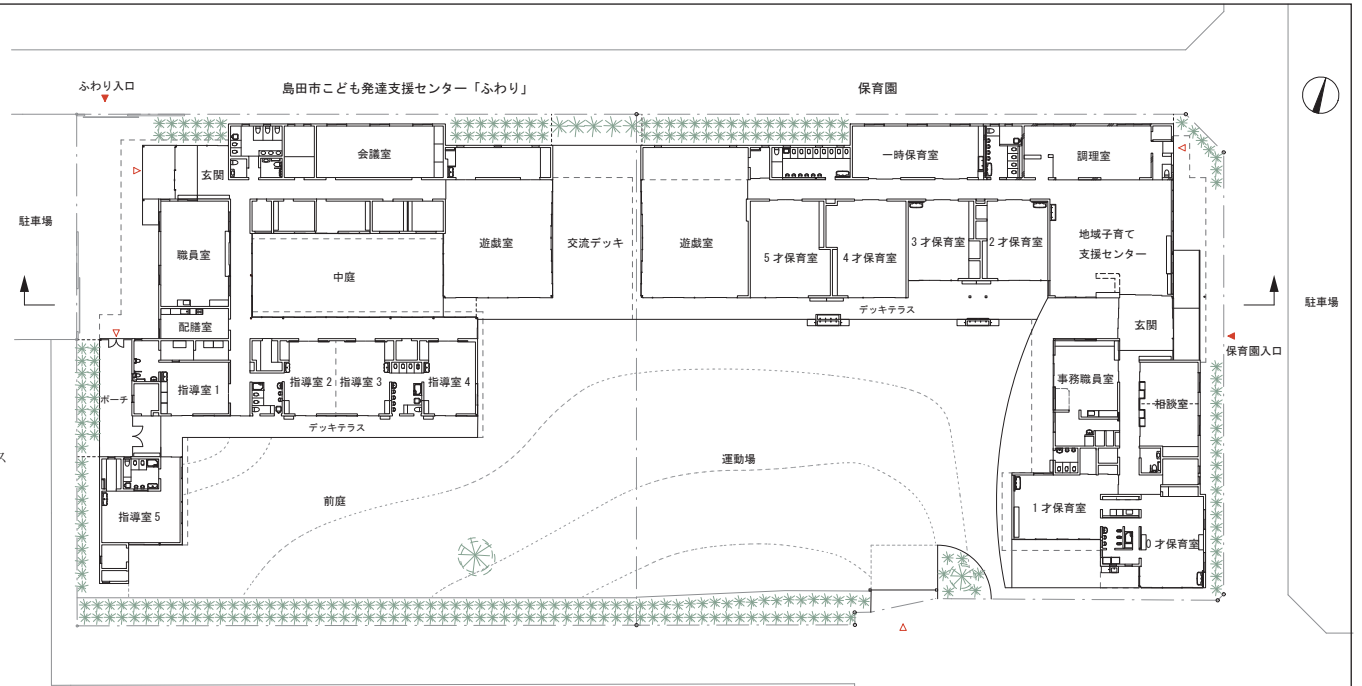 ふわり入口
島田市こども発達支援センター「ふわり」
保育園
会議室
一時保育室
調理室
玄関
駐車場
職員室
中庭
遊戯室
交流デッキ
遊戯室
5才保育室
4才保育室
3才保育室
2才保育室
地域子育て
支援センター
駐車場
デッキテラス
玄関
配膳室
保育園入口
指導室1
指導室2
指導室3
指導室4
事務職員室
相談室
ポーチ
デッキテラス
ス
運動場
前庭
指導室5
1才保育室
0才保育室